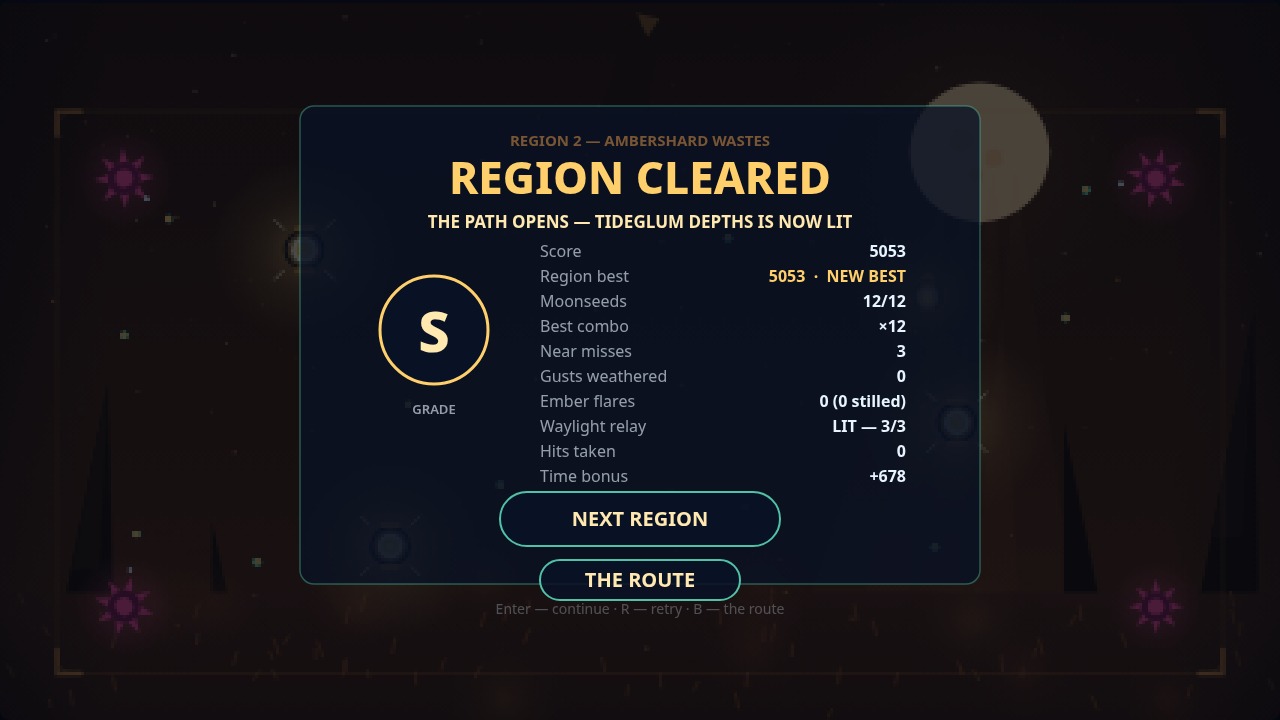 REGION 2 — AMBERSHARD WASTES
REGION CLEARED
THE PATH OPENS — TIDEGLUM DEPTHS IS NOW LIT
Score 5053
Region best 5053 · NEW BEST
Moonseeds 12/12
Best combo ×12
Near misses 3
Gusts weathered 0
Ember flares 0 (0 stilled)
Waylight relay LIT — 3/3
Hits taken 0
Time bonus +678
S
GRADE
NEXT REGION
THE ROUTE
Enter — continue · R — retry · B — the route